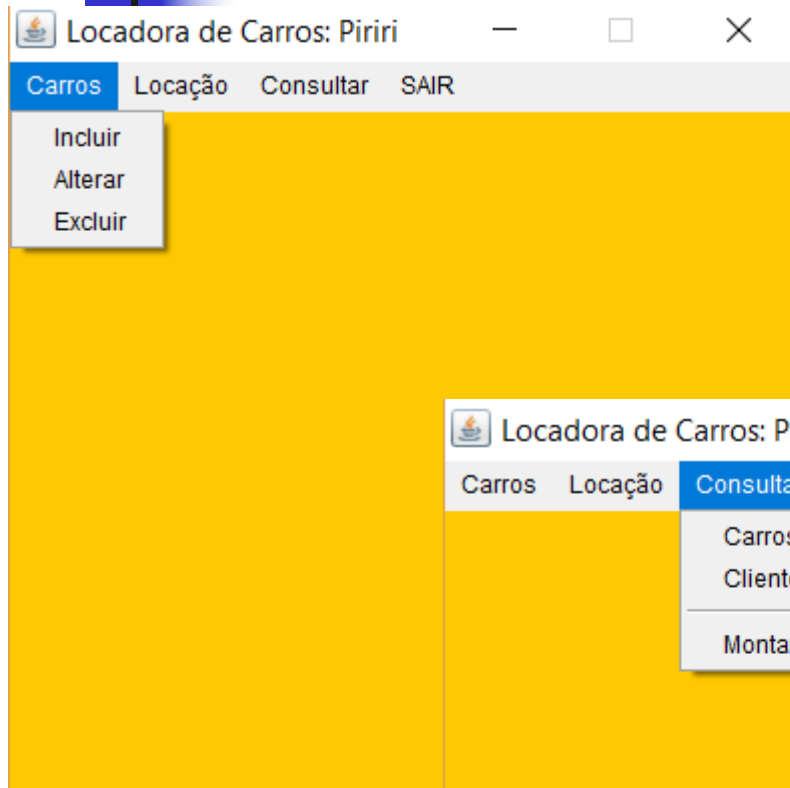 Locadora de Carros: Piriri
Carros Locação Consultar SAIR
Incluir
Alterar
Excluir
Locadora de Carros: P
Carros Locação Consulta
Carros
Client
Monta